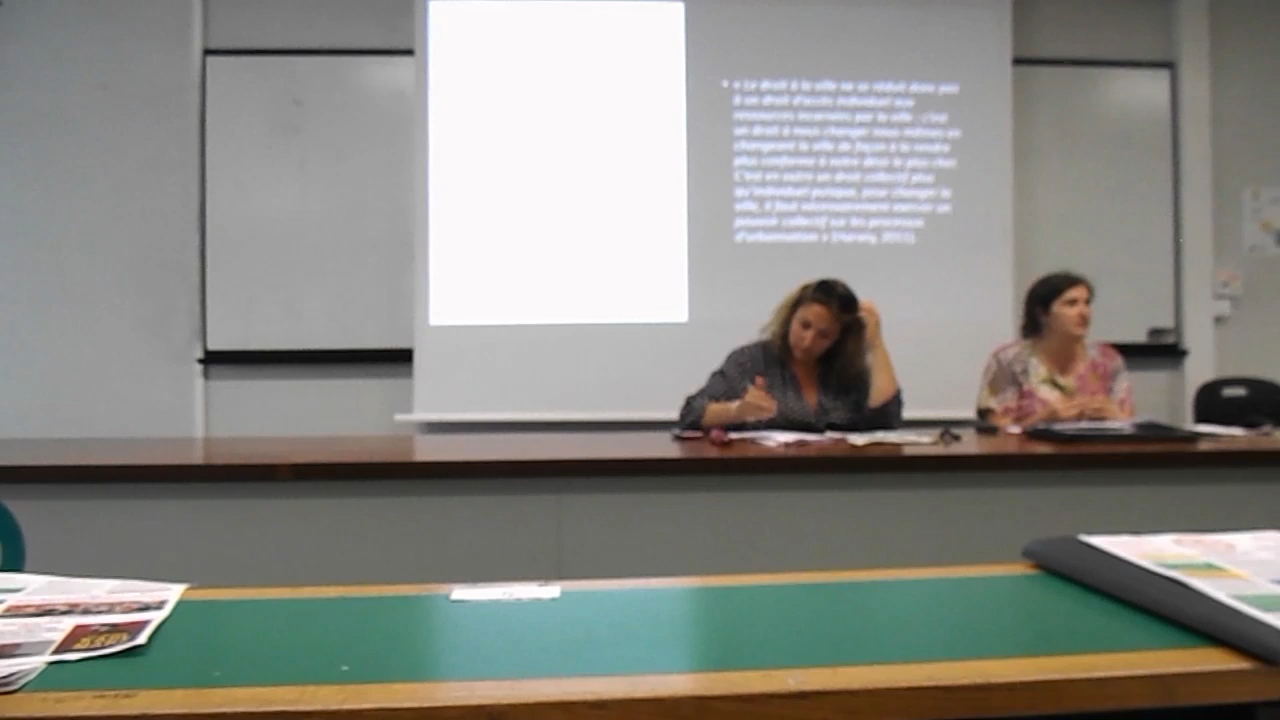 • « Le droit à la ville ne se réduit donc pas
à un droit d'accès individuel aux
ressources incarnées par la ville : c'est
un droit à nous changer nous-mêmes en
changeant la ville de façon à la rendre
plus conforme à notre désir le plus cher.
C'est en outre un droit collectif plus
qu'individuel puisque, pour changer la
ville, il faut nécessairement exercer un
pouvoir collectif sur les processus
d'urbanisation » (Harvey, 2011).